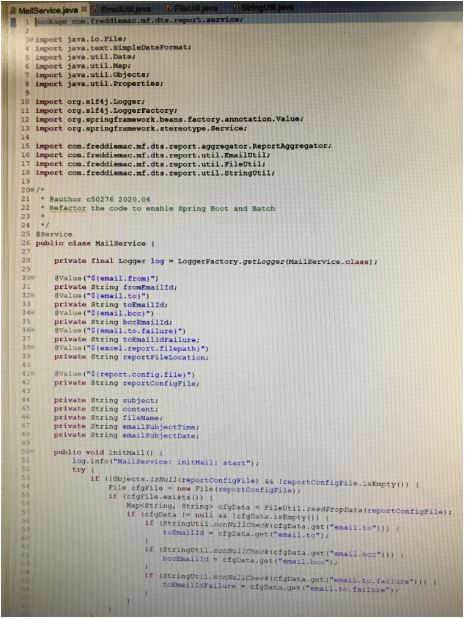 MailService.java EmailUtil.java FileUtil.java StringUtil.java
1 package com.freddiemac.mf.dts.report.service;
2
3 import java.io.File;
4 import java.text.SimpleDateFormat;
5 import java.util.Date;
6 import java.util.Map;
7 import java.util.Objects;
8 import java.util.Properties;
9
10 import org.slf4j.Logger;
11 import org.slf4j.LoggerFactory;
12 import org.springframework.beans.factory.annotation.Value;
13 import org.springframework.stereotype.Service;
14
15 import com.freddiemac.mf.dts.report.aggregator.ReportAggregator;
16 import com.freddiemac.mf.dts.report.util.EmailUtil;
17 import com.freddiemac.mf.dts.report.util.FileUtil;
18 import com.freddiemac.mf.dts.report.util.StringUtil;
19
20 /*
21 * @author c50276 2020.04
22 * Refactor the code to enable Spring Boot and Batch
23 *
24 */
25 @Service
26 public class MailService {
27
28 private final Logger log = LoggerFactory.getLogger(MailService.class);
29
30 @Value("${email.from}")
31 private String fromEmailId;
32 @Value("${email.to}")
33 private String toEmailId;
34 @Value("${email.bcc}")
35 private String bccEmailId;
36 @Value("${email.to.failure}")
37 private String toEmailIdFailure;
38 @Value("${excel.report.filepath}")
39 private String reportFileLocation;
40
41 @Value("${report.config.file}")
42 private String reportConfigFile;
43
44 private String subject;
45 private String content;
46 private String fileName;
47 private String emailSubjectTime;
48 private String emailSubjectDate;
49
50 public void initMail() {
51 log.info("MailService: initMail: start");
52 try {
53 if (!Objects.isNull(reportConfigFile) && !reportConfigFile.isEmpty()) {
54 File cfgFile = new File(reportConfigFile);
55 if (cfgFile.exists()) {
56 Map<String, String> cfgData = FileUtil.readPropData(reportConfigFile);
57 if (cfgData != null && !cfgData.isEmpty()) {
58 if (StringUtil.nonNullCheck(cfgData.get("email.to"))) {
59 toEmailId = cfgData.get("email.to");
60 }
61 if (StringUtil.nonNullCheck(cfgData.get("email.bcc"))) {
62 bccEmailId = cfgData.get("email.bcc");
63 }
64 if (StringUtil.nonNullCheck(cfgData.get("email.to.failure"))) {
toEmailIdFailure = cfgData.get("email.to.failure");
}
}
}